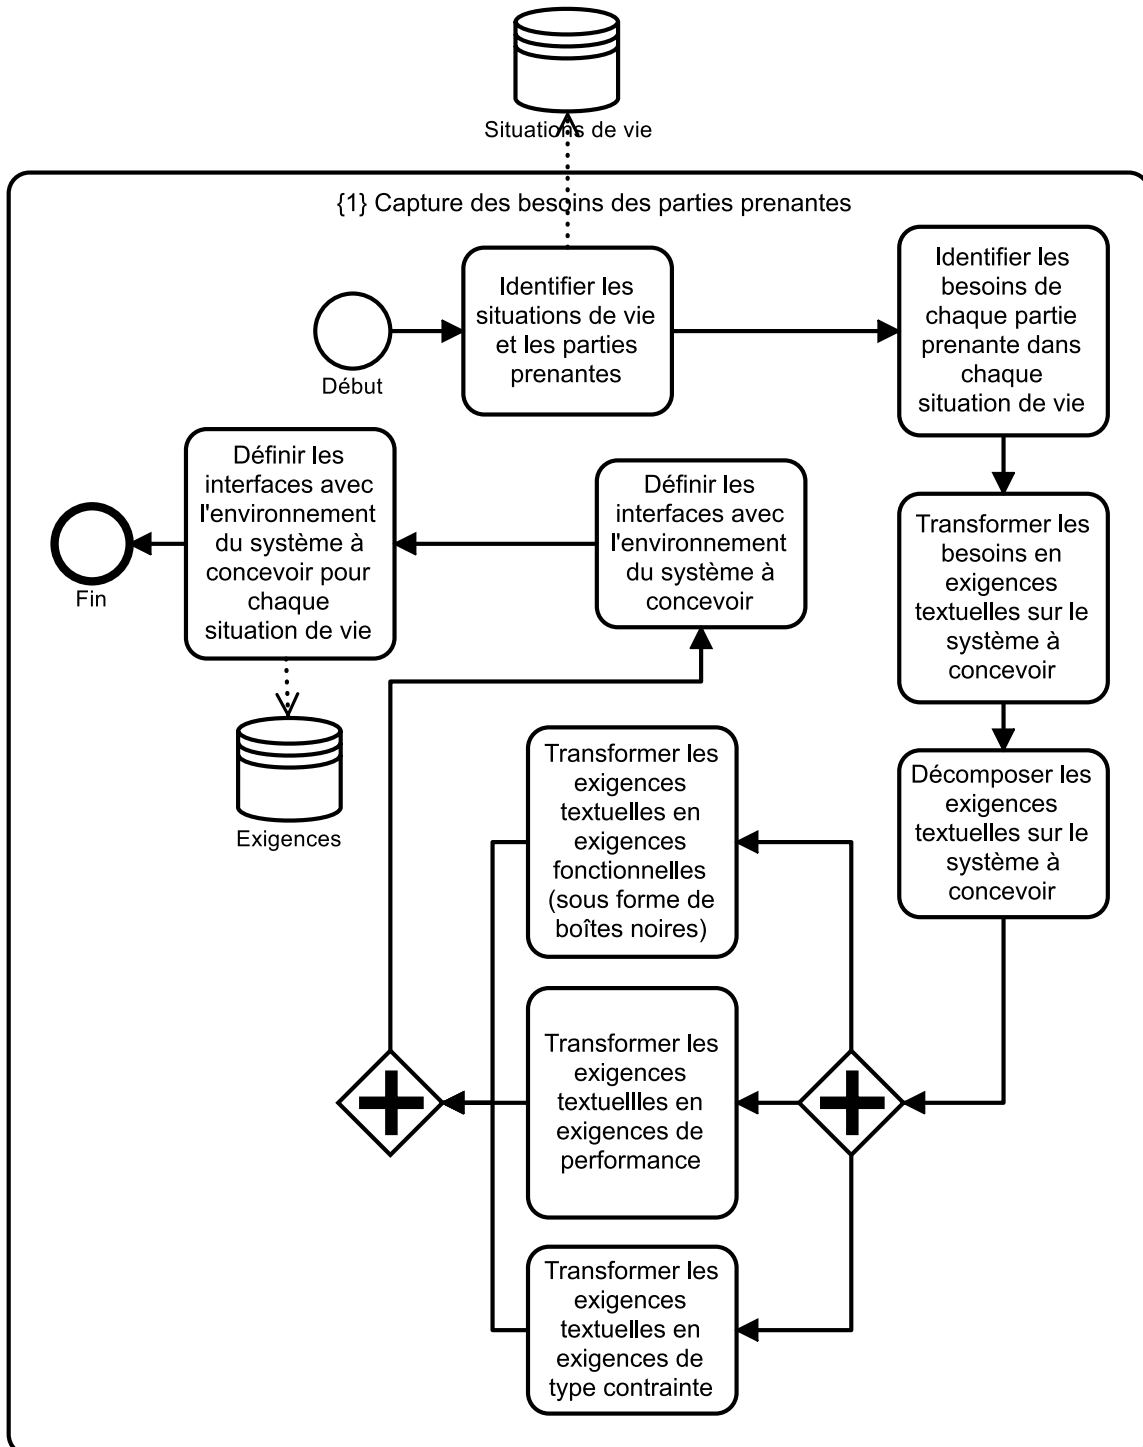 Situations de vie
{1} Capture des besoins des parties prenantes
Début
Identifier les
situations de vie
et les parties
prenantes
Identifier les
besoins de
chaque partie
prenante dans
chaque
situation de vie
Transformer les
besoins en
exigences
textuelles sur le
système à
concevoir
Décomposer les
exigences
textuelles sur le
système à
concevoir
Transformer les
exigences
textuelles en
exigences
fonctionnelles
(sous forme de
boîtes noires)
Transformer les
exigences
textuellles en
exigences de
performance
Transformer les
exigences
textuelles en
exigences de
type contrainte
Définir les
interfaces avec
l'environnement
du système à
concevoir
Définir les
interfaces avec
l'environnement
du système à
concevoir pour
chaque
situation de vie
Fin
Exigences